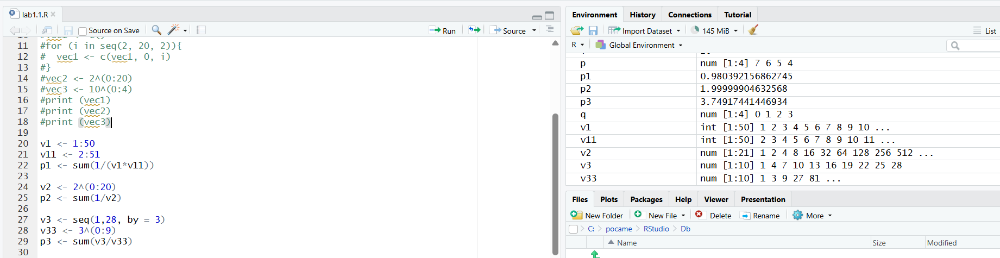 lab1.1.R
Source on Save
Run
Source
11 #for (i in seq(2, 20, 2)){
12 #  vec1 <- c(vec1, 0, i)
13 #}
14 #vec2 <- 2^(0:20)
15 #vec3 <- 10^(0:4)
16 #print (vec1)
17 #print (vec2)
18 #print (vec3)
19
20 v1 <- 1:50
21 v11 <- 2:51
22 p1 <- sum(1/(v1*v11))
23
24 v2 <- 2^(0:20)
25 p2 <- sum(1/v2)
26
27 v3 <- seq(1,28, by = 3)
28 v33 <- 3^(0:9)
29 p3 <- sum(v3/v33)
30
Environment History Connections Tutorial
Import Dataset 145 MiB List
R Global Environment
p num [1:4] 7 6 5 4
p1 0.980392156862745
p2 1.99999904632568
p3 3.74917441446934
q num [1:4] 0 1 2 3
v1 int [1:50] 1 2 3 4 5 6 7 8 9 10 ...
v11 int [1:50] 2 3 4 5 6 7 8 9 10 11 ...
v2 num [1:21] 1 2 4 8 16 32 64 128 256 512 ...
v3 num [1:10] 1 4 7 10 13 16 19 22 25 28
v33 num [1:10] 1 3 9 27 81 ...
Files Plots Packages Help Viewer Presentation
New Folder New File Delete Rename More
C: pocame RStudio Db
Name Size Modified